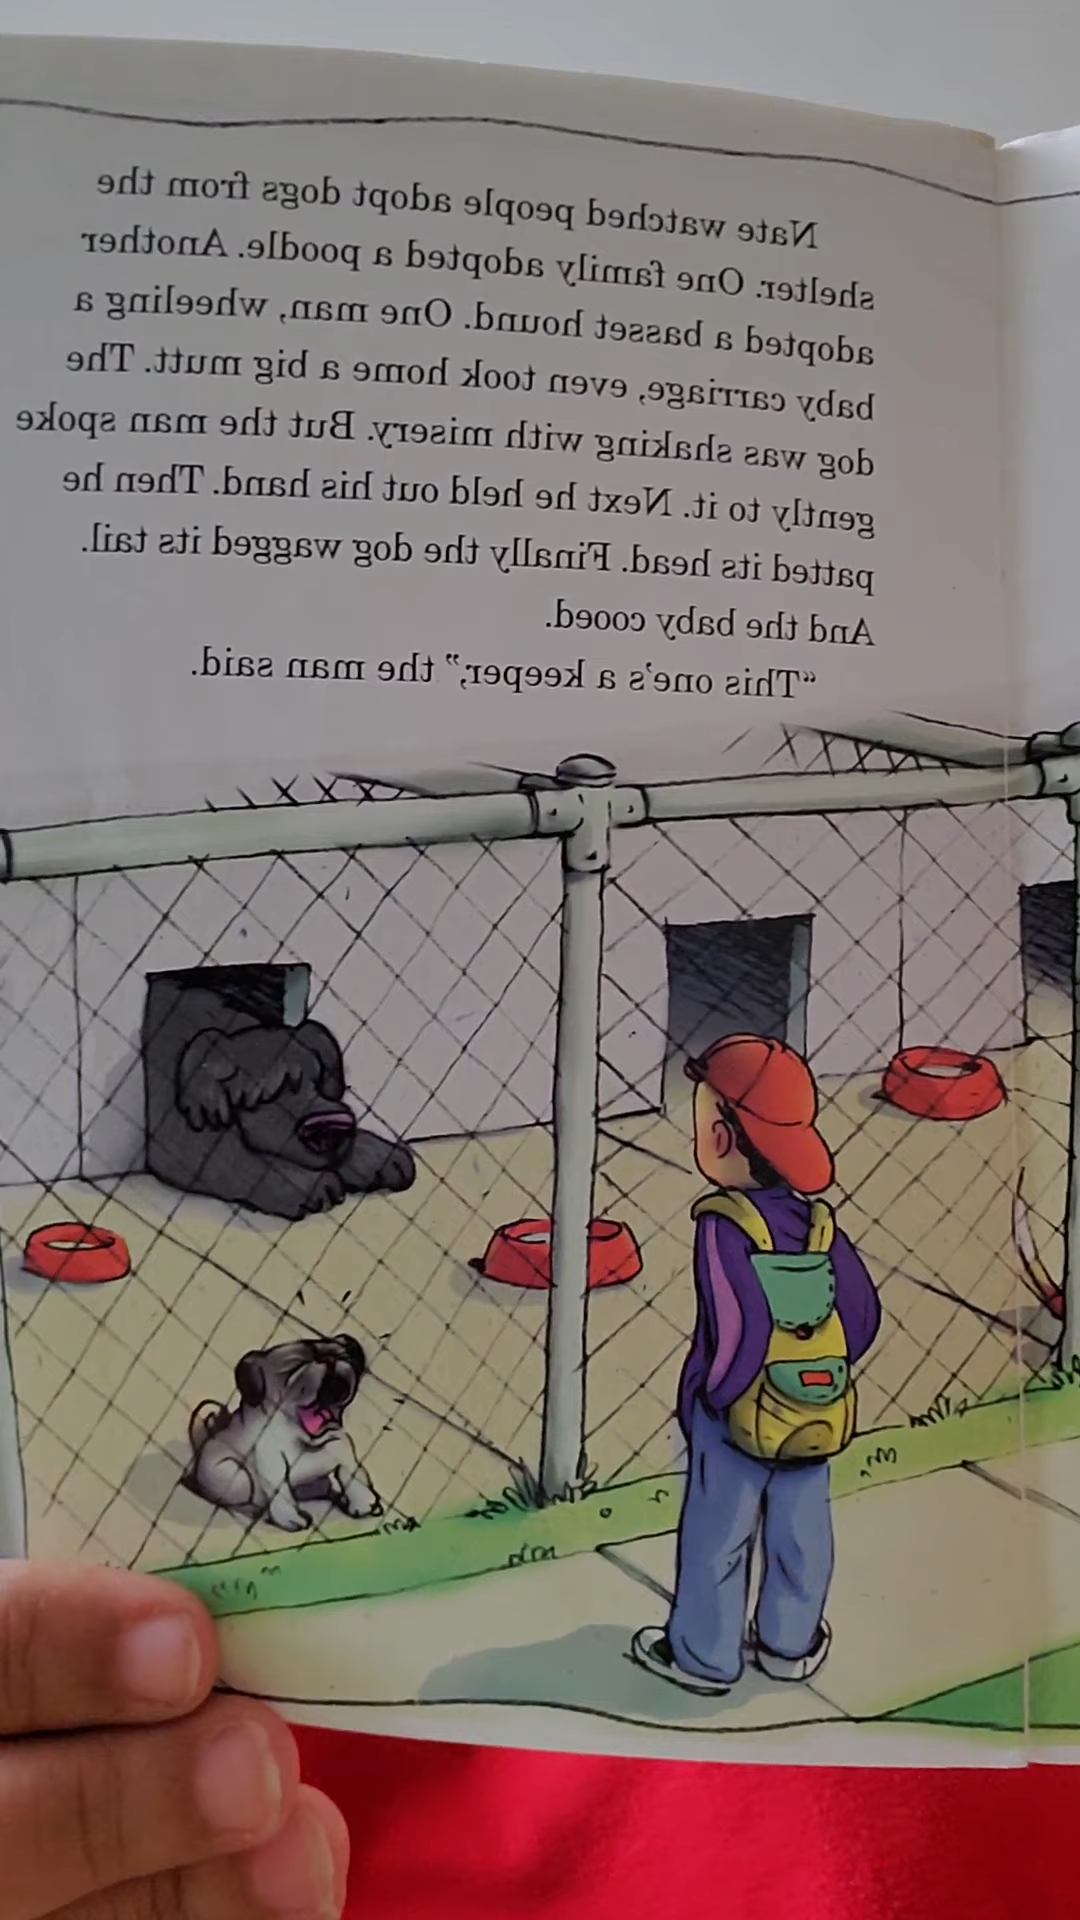 Nate watched people adopt dogs from the
shelter. One family adopted a poodle. Another
adopted a basset hound. One man, wheeling a
baby carriage, even took home a big mutt. The
dog was shaking with misery. But the man spoke
gently to it. Next he held out his hand. Then he
patted its head. Finally the dog wagged its tail.
And the baby cooed.
“This one’s a keeper,” the man said.